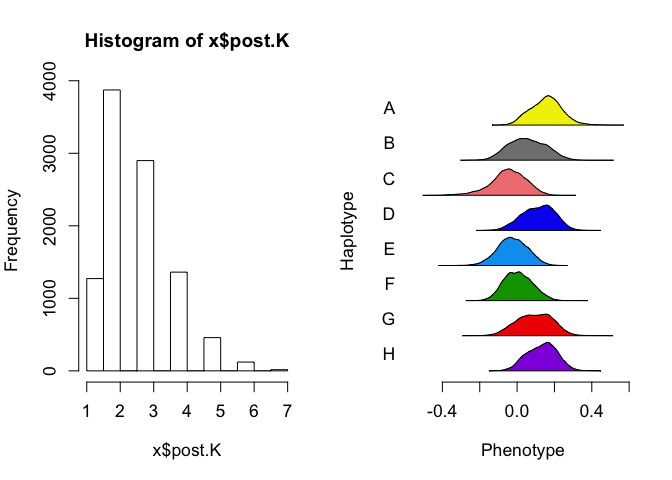 Histogram of x$post.K
Frequency
0
1000
2000
3000
4000
1 2 3 4 5 6 7
x$post.K
Haplotype
A
B
C
D
E
F
G
H
-0.4 0.0 0.4
Phenotype